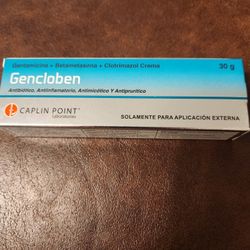 Gentamicina + Betametasona + Clotrimazol Crema
30 g
Gencloben
Antibiótico, Antiinflamatorio, Antimicótico y Antiprurítico
CAPLIN POINT
Laboratories
SOLAMENTE PARA APLICACIÓN EXTERNA